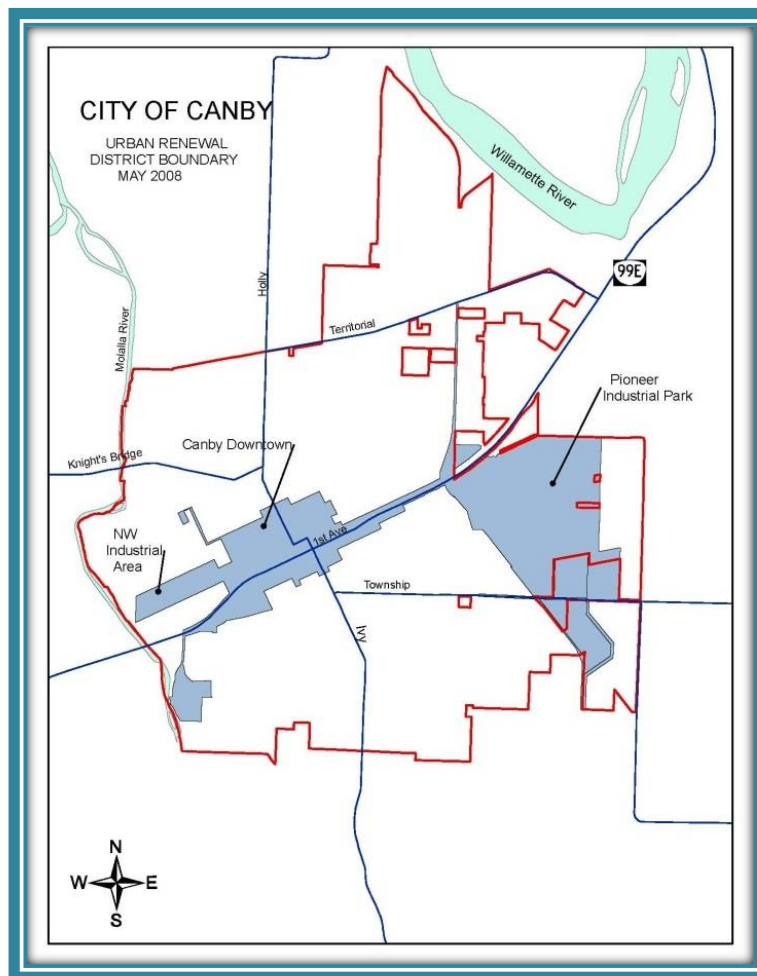 CITY OF CANBY
URBAN RENEWAL
DISTRICT BOUNDARY
MAY 2008
Willamette River
99E
Holly
Territorial
Molalla River
Pioneer
Industrial Park
Canby Downtown
Knight's Bridge
NW
Industrial
Area
1st Ave
Township
Ivy
N
W
E
S